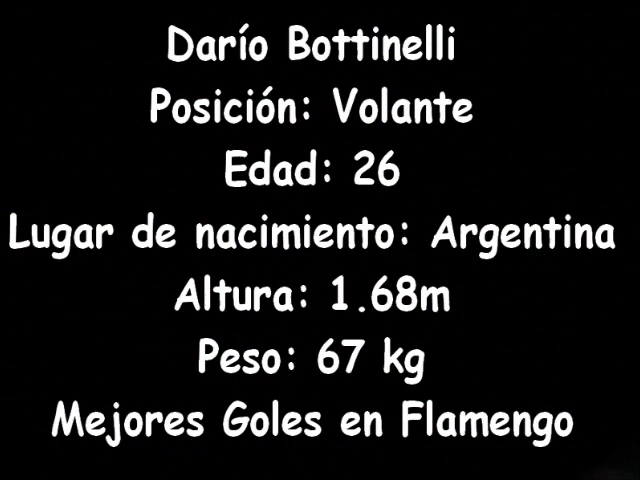 Darío Bottinelli
Posición: Volante
Edad: 26
Lugar de nacimiento: Argentina
Altura: 1.68m
Peso: 67 kg
Mejores Goles en Flamengo